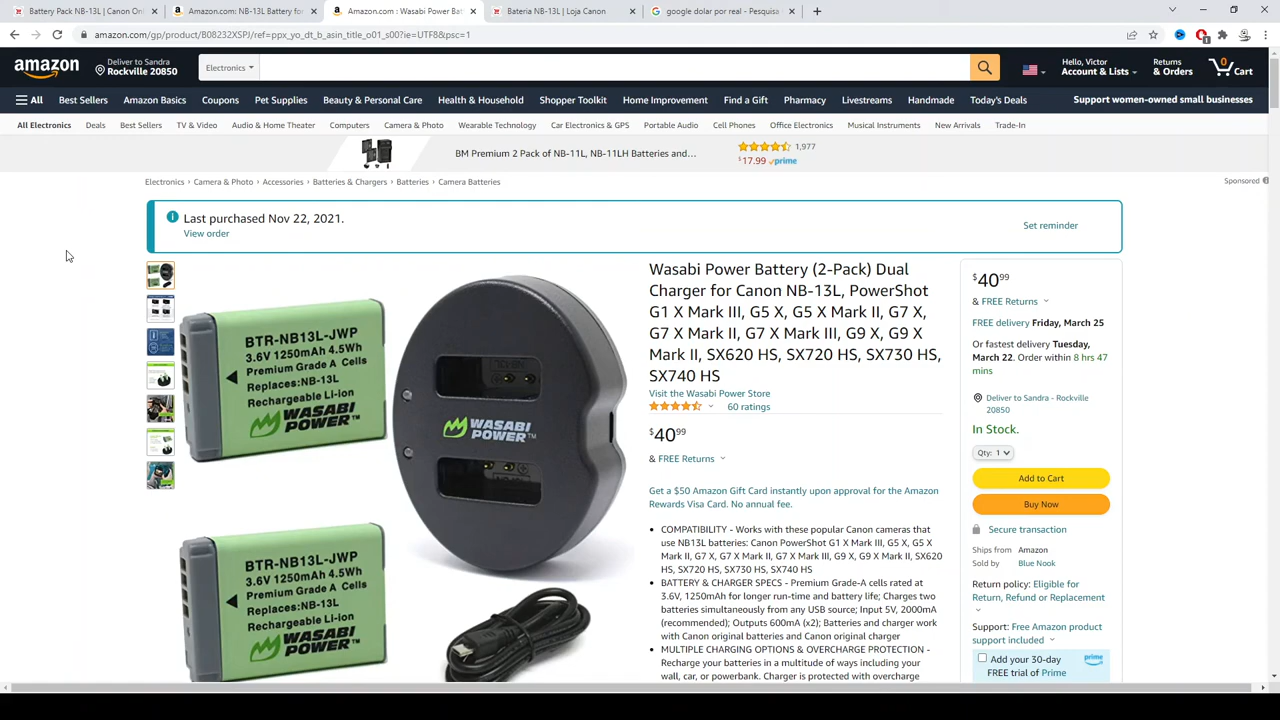 Battery Pack NB-13L | Canon Onl
Amazon.com: NB-13L Battery fo
Amazon.com : Wasabi Power Bat
Bateria NB-13L | Loja Canon
google dolar por real - Pesquisa
amazon.com/gp/product/B08232XSPJ/ref=ppx_yo_dt_b_asin_title_o01_s00?ie=UTF8&psc=1
1
amazon
Deliver to Sandra
Rockville 20850
Electronics
Hello, Victor
Account & Lists
Returns
& Orders
0
Cart
All
Best Sellers
Amazon Basics
Coupons
Pet Supplies
Beauty & Personal Care
Health & Household
Shopper Toolkit
Home Improvement
Find a Gift
Pharmacy
Livestreams
Handmade
Today's Deals
Support women-owned small businesses
All Electronics
Deals
Best Sellers
TV & Video
Audio & Home Theater
Computers
Camera & Photo
Wearable Technology
Car Electronics & GPS
Portable Audio
Cell Phones
Office Electronics
Musical Instruments
New Arrivals
Trade-In
BM Premium 2 Pack of NB-11L, NB-11LH Batteries and...
1,977
$17.99 prime
Electronics › Camera & Photo › Accessories › Batteries & Chargers › Batteries › Camera Batteries
Sponsored
Last purchased Nov 22, 2021.
View order
Set reminder
BTR-NB13L-JWP
3.6V 1250mAh 4.5Wh
Premium Grade A Cells
Replaces:NB-13L
Rechargeable Li-ion
WASABI
POWER™
WASABI
POWER™
BTR-NB13L-JWP
3.6V 1250mAh 4.5Wh
Premium Grade A Cells
Replaces:NB-13L
Rechargeable Li-ion
WASABI
POWER™
Wasabi Power Battery (2-Pack) Dual
Charger for Canon NB-13L, PowerShot
G1 X Mark III, G5 X, G5 X Mark II, G7 X,
G7 X Mark II, G7 X Mark III, G9 X, G9 X
Mark II, SX620 HS, SX720 HS, SX730 HS,
SX740 HS
Visit the Wasabi Power Store
60 ratings
$40⁹⁹
& FREE Returns
Get a $50 Amazon Gift Card instantly upon approval for the Amazon
Rewards Visa Card. No annual fee.
• COMPATIBILITY - Works with these popular Canon cameras that
use NB13L batteries: Canon PowerShot G1 X Mark III, G5 X, G5 X
Mark II, G7 X, G7 X Mark II, G7 X Mark III, G9 X, G9 X Mark II, SX620
HS, SX720 HS, SX730 HS, SX740 HS
• BATTERY & CHARGER SPECS - Premium Grade-A cells rated at
3.6V, 1250mAh for longer run-time and battery life; Charges two
batteries simultaneously from any USB source; Input 5V, 2000mA
(recommended); Outputs 600mA (x2); Batteries and charger work
with Canon original batteries and Canon original charger
• MULTIPLE CHARGING OPTIONS & OVERCHARGE PROTECTION -
Recharge your batteries in a multitude of ways including your
wall, car, or powerbank. Charger is protected with overcharge
$40⁹⁹
& FREE Returns
FREE delivery Friday, March 25
Or fastest delivery Tuesday,
March 22. Order within 8 hrs 47
mins
Deliver to Sandra - Rockville
20850
In Stock.
Qty: 1
Add to Cart
Buy Now
Secure transaction
Ships from Amazon
Sold by Blue Nook
Return policy: Eligible for
Return, Refund or Replacement
Support: Free Amazon product
support included
Add your 30-day
FREE trial of Prime
prime